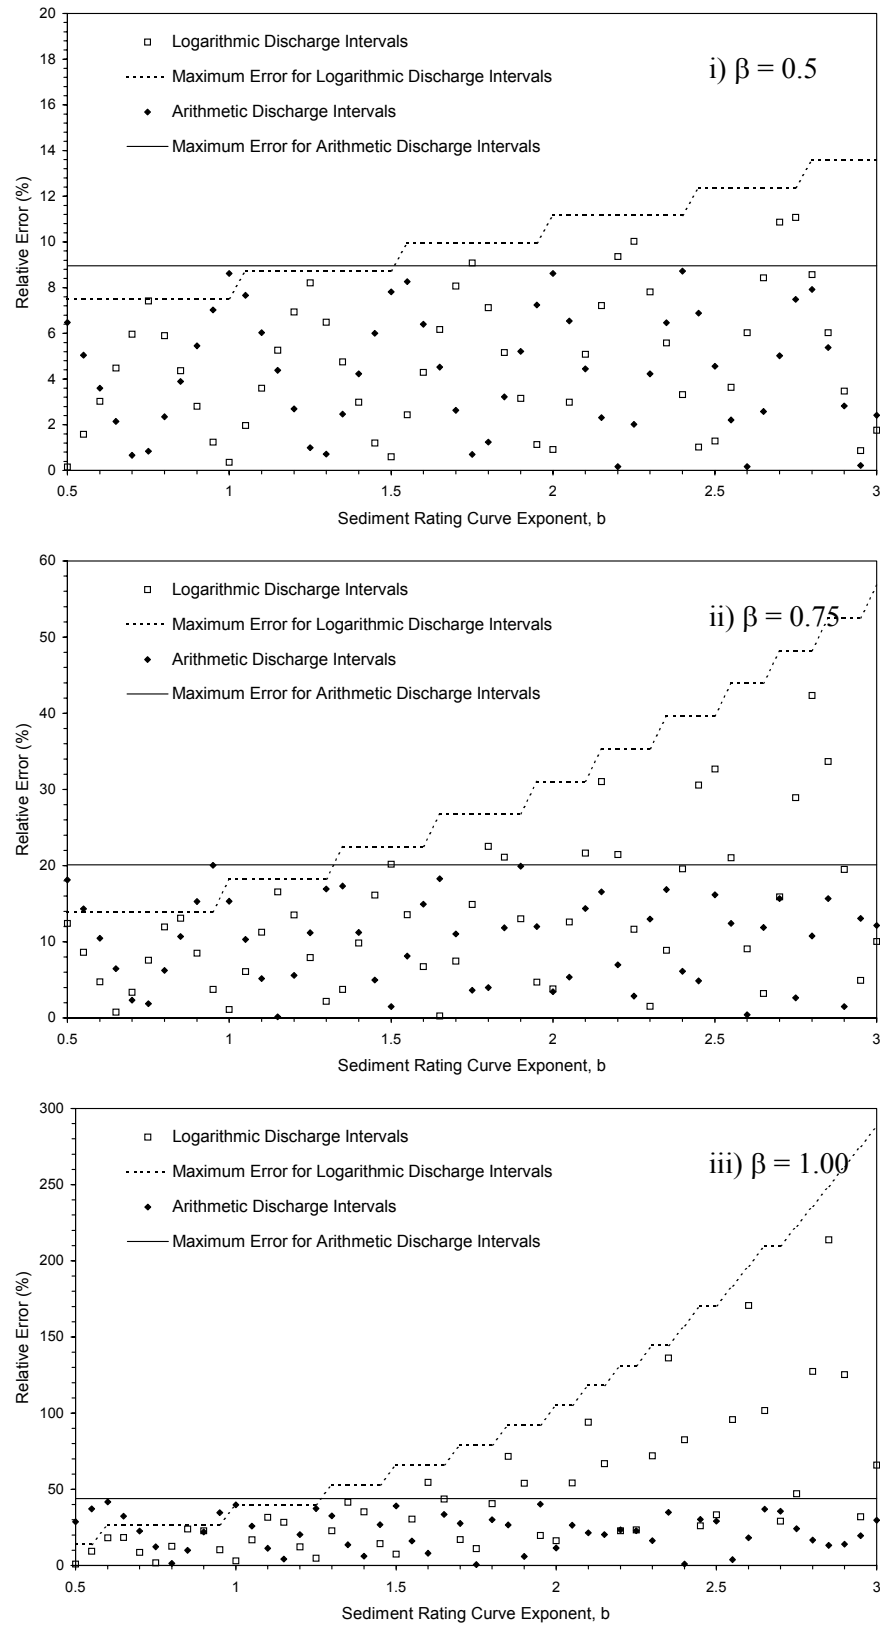 20
18
16
14
12
10
8
6
4
2
0
Relative Error (%)
Logarithmic Discharge Intervals
Maximum Error for Logarithmic Discharge Intervals
Arithmetic Discharge Intervals
Maximum Error for Arithmetic Discharge Intervals
i) β = 0.5
0.5 1 1.5 2 2.5 3
Sediment Rating Curve Exponent, b
60
50
40
30
20
10
0
Relative Error (%)
Logarithmic Discharge Intervals
Maximum Error for Logarithmic Discharge Intervals
Arithmetic Discharge Intervals
Maximum Error for Arithmetic Discharge Intervals
ii) β = 0.75
0.5 1 1.5 2 2.5 3
Sediment Rating Curve Exponent, b
300
250
200
150
100
50
0
Relative Error (%)
Logarithmic Discharge Intervals
Maximum Error for Logarithmic Discharge Intervals
Arithmetic Discharge Intervals
Maximum Error for Arithmetic Discharge Intervals
iii) β = 1.00
0.5 1 1.5 2 2.5 3
Sediment Rating Curve Exponent, b